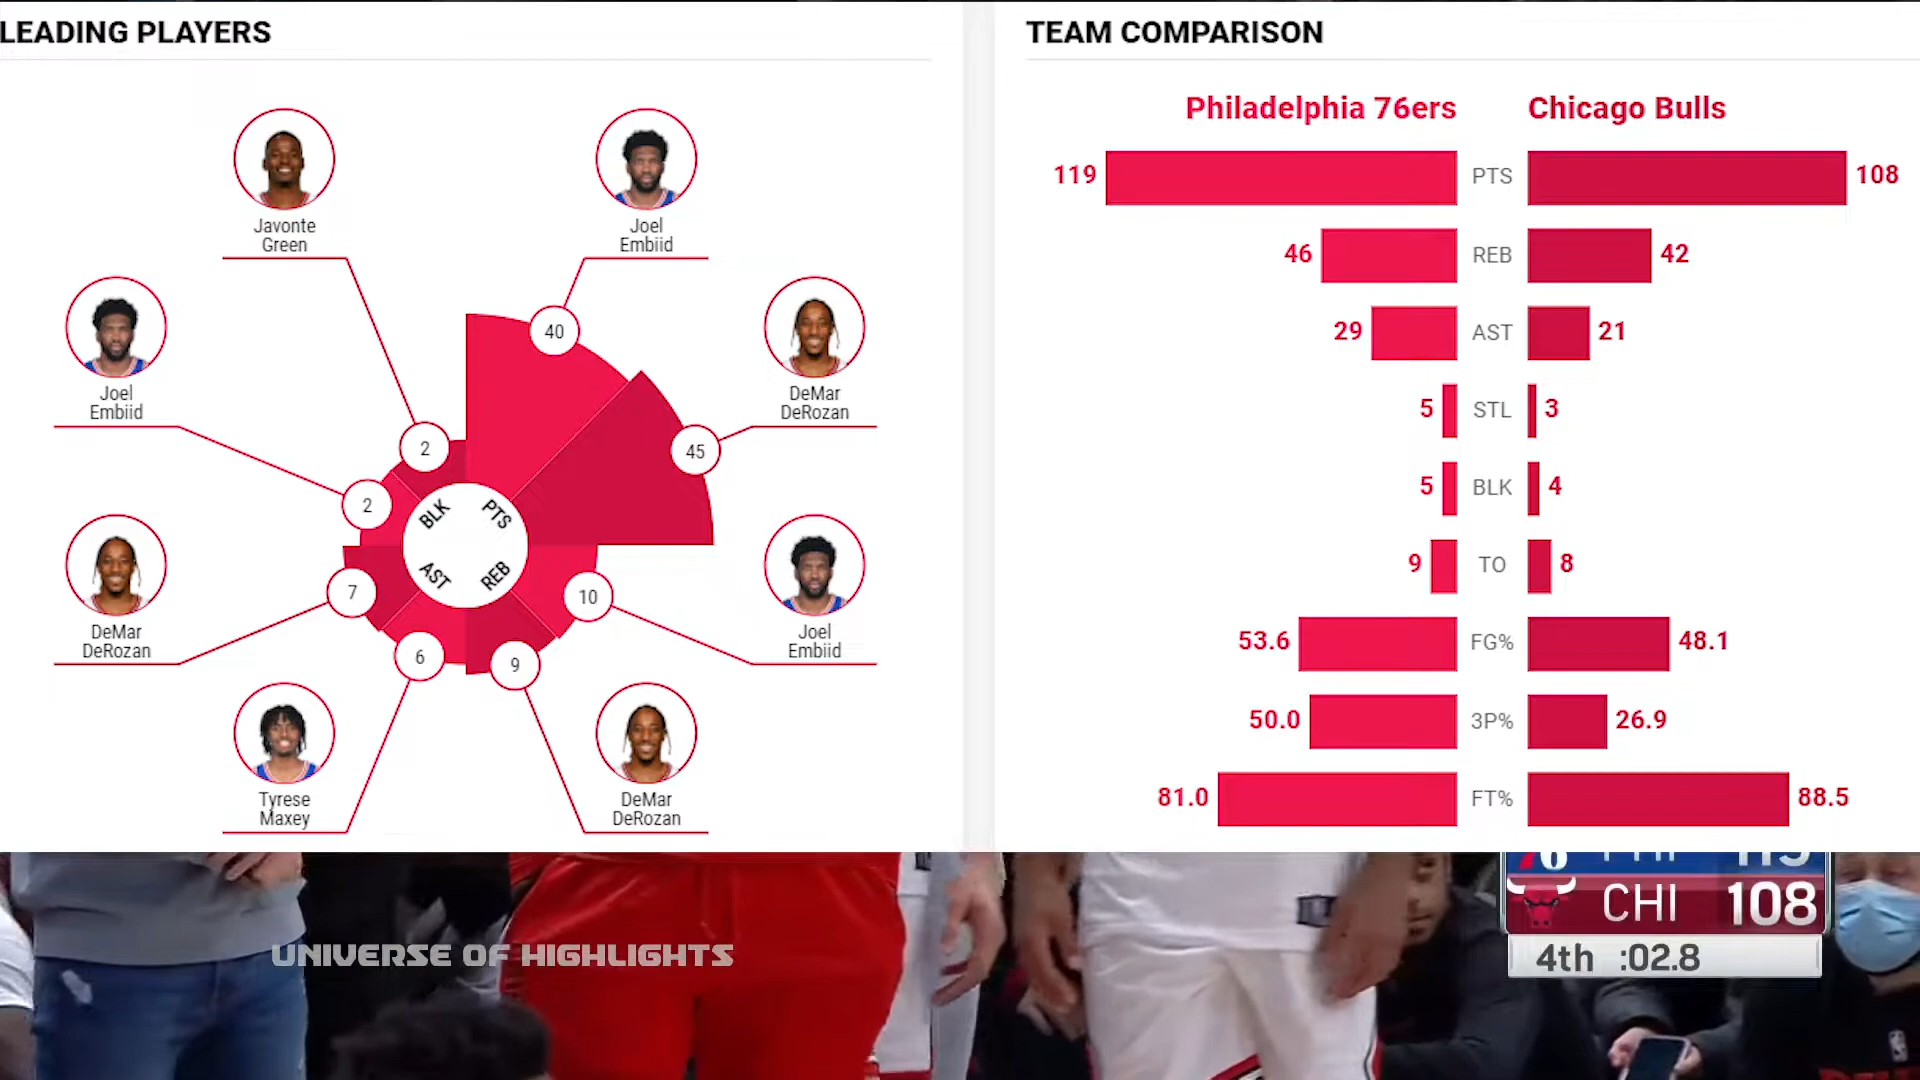 LEADING PLAYERS
Javonte
Green
Joel
Embiid
Joel
Embiid
DeMar
DeRozan
40
2
45
2
BLK
PTS
AST
REB
DeMar
DeRozan
Joel
Embiid
7
10
6
9
Tyrese
Maxey
DeMar
DeRozan
TEAM COMPARISON
Philadelphia 76ers Chicago Bulls
119 PTS 108
46 REB 42
29 AST 21
5 STL 3
5 BLK 4
9 TO 8
53.6 FG% 48.1
50.0 3P% 26.9
81.0 FT% 88.5
76 PHI 119
CHI 108
4th :02.8
UNIVERSE OF HIGHLIGHTS